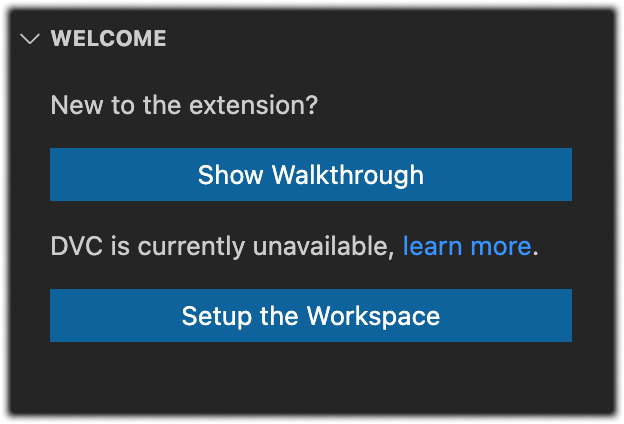 WELCOME
New to the extension?
Show Walkthrough
DVC is currently unavailable, learn more.
Setup the Workspace